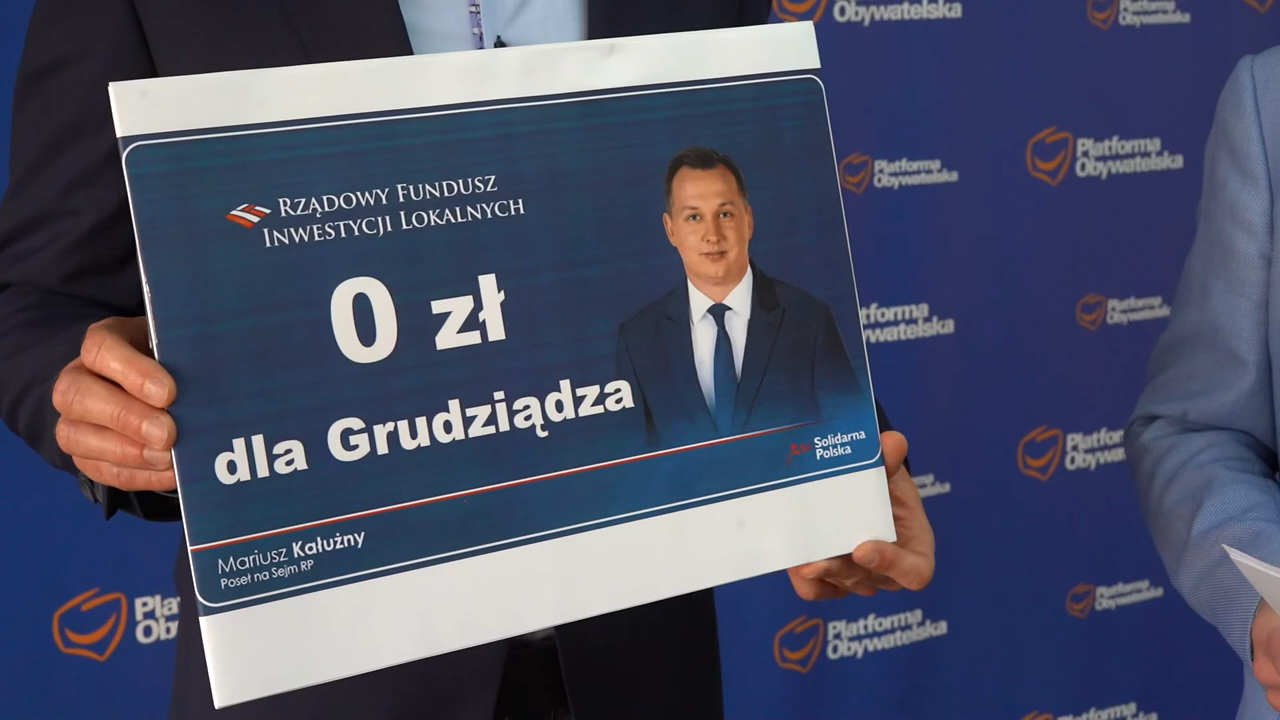 Rządowy Fundusz
Inwestycji Lokalnych
0 zł
dla Grudziądza
Solidarna
Polska
Mariusz Kałużny
Poseł na Sejm RP
Obywatelska
Platforma
Obywatelska
Platforma
Obywatelska
Platforma
Obywatelska
Platforma
Obywatelska
Platforma
Obywatelska
Platforma
Obywatelska
Platforma
Obywatelska